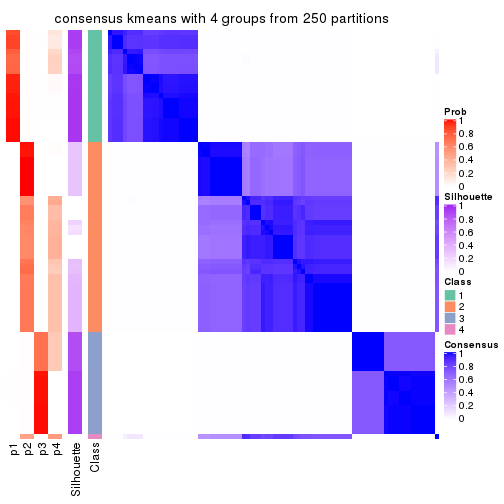 consensus kmeans with 4 groups from 250 partitions
Prob
1
0.8
0.6
0.4
0.2
0
Silhouette
1
0.8
0.6
0.4
0.2
0
Class
1
2
3
4
Consensus
1
0.8
0.6
0.4
0.2
0
p1
p2
p3
p4
Silhouette
Class